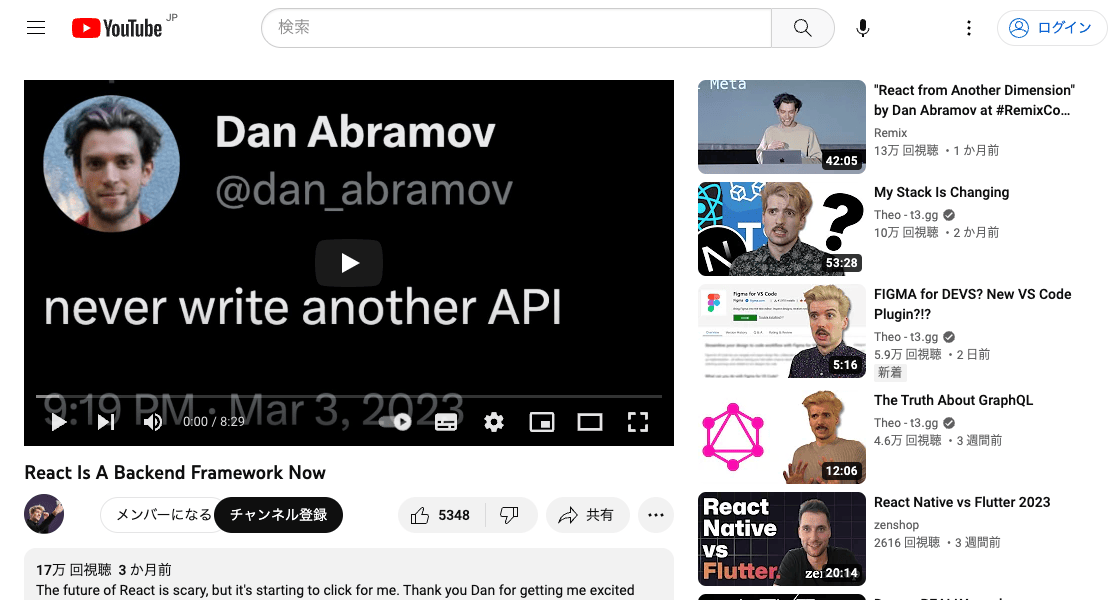 YouTube JP
検索
ログイン
Dan Abramov
@dan_abramov
never write another API
9:19 PM · Mar 3, 2023
0:00 / 8:29
React Is A Backend Framework Now
メンバーになる
チャンネル登録
5348
共有
17万 回視聴 3 か月前
The future of React is scary, but it's starting to click for me. Thank you Dan for getting me excited
Meta
42:05
"React from Another Dimension"
by Dan Abramov at #RemixCo...
Remix
13万 回視聴 ・1 か月前
?
53:28
My Stack Is Changing
Theo - t3.gg
10万 回視聴 ・2 か月前
Figma for VS Code
5:16
FIGMA for DEVS? New VS Code
Plugin?!?
Theo - t3.gg
5.9万 回視聴 ・2 日前
新着
12:06
The Truth About GraphQL
Theo - t3.gg
4.6万 回視聴 ・3 週間前
React
Native
vs
Flutter.
20:14
React Native vs Flutter 2023
zenshop
2616 回視聴 ・3 週間前